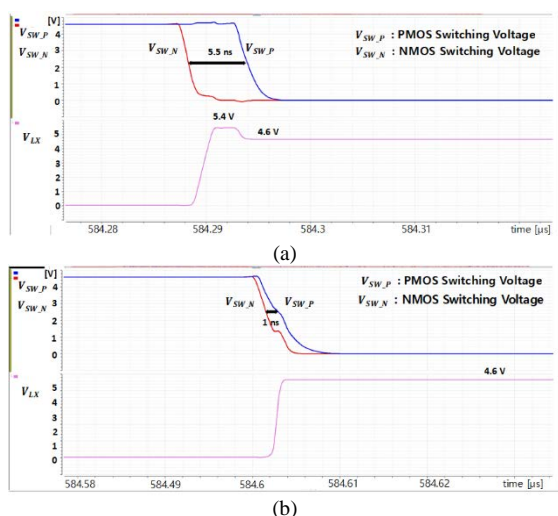 [V]
V_SW_P
V_SW_N
5
4
3
2
1
0
V_SW_N
5.5 ns
V_SW_P
V_SW_P : PMOS Switching Voltage
V_SW_N : NMOS Switching Voltage
5.4 V
4.6 V
V_LX
5
4
3
2
1
0
584.28
584.29
584.3
584.31
time [µs]
(a)
[V]
V_SW_P
V_SW_N
4
3
2
1
0
V_SW_N
V_SW_P
1 ns
V_SW_P : PMOS Switching Voltage
V_SW_N : NMOS Switching Voltage
4.6 V
V_LX
5
4
3
2
1
0
584.58
584.49
584.6
584.61
584.62
time [µs]
(b)